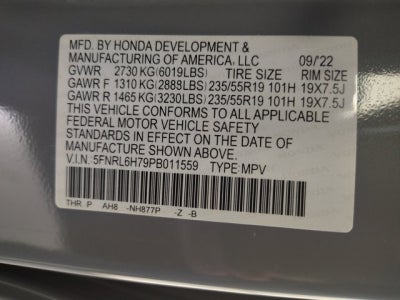 MFD. BY HONDA DEVELOPMENT &
MANUFACTURING OF AMERICA, LLC 09/'22
GVWR 2730 KG (6019LBS) TIRE SIZE RIM SIZE
GAWR F 1310 KG (2888LBS) 235/55R19 101H 19X7.5J
GAWR R 1465 KG (3230LBS) 235/55R19 101H 19X7.5J
THIS VEHICLE CONFORMS TO ALL APPLICABLE
FEDERAL MOTOR VEHICLE SAFETY
STANDARDS IN EFFECT ON THE DATE OF
MANUFACTURE SHOWN ABOVE.
V.I.N. 5FNRL6H79PB011559 TYPE: MPV
THR P AH8 -NH877P -Z -B